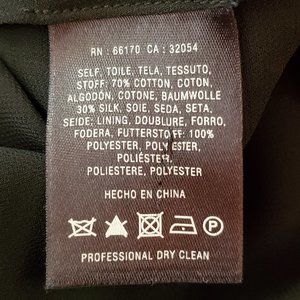 RN : 66170 CA : 32054
SELF, TOILE, TELA, TESSUTO,
STOFF: 70% COTTON, COTON,
ALGODÓN, COTONE, BAUMWOLLE
30% SILK, SOIE, SEDA, SETA,
SEIDE: LINING, DOUBLURE, FORRO,
FODERA, FUTTERSTOFF: 100%
POLYESTER, POLYESTER,
POLIÉSTER,
POLIESTERE, POLYESTER
HECHO EN CHINA
P
PROFESSIONAL DRY CLEAN